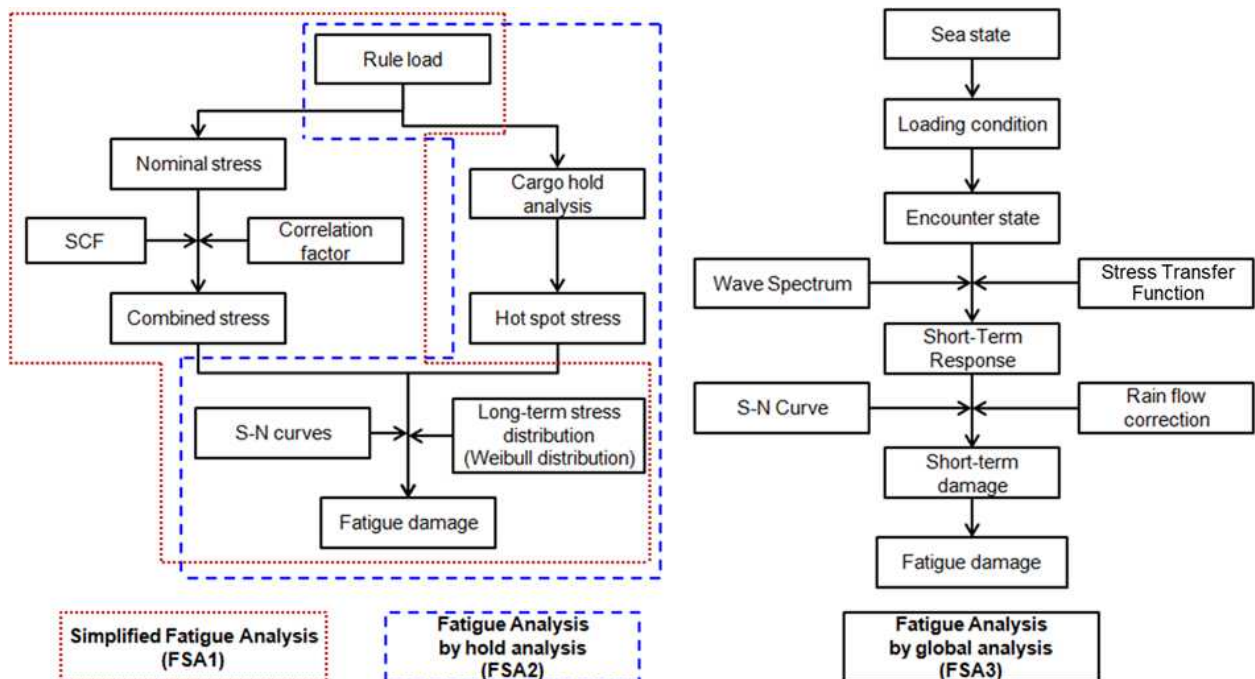 Rule load
Nominal stress
Cargo hold
analysis
SCF
Correlation
factor
Combined stress
Hot spot stress
S-N curves
Long-term stress
distribution
(Weibull distribution)
Fatigue damage
Simplified Fatigue Analysis
(FSA1)
Fatigue Analysis
by hold analysis
(FSA2)
Sea state
Loading condition
Encounter state
Wave Spectrum
Stress Transfer
Function
Short-Term
Response
S-N Curve
Rain flow
correction
Short-term
damage
Fatigue damage
Fatigue Analysis
by global analysis
(FSA3)